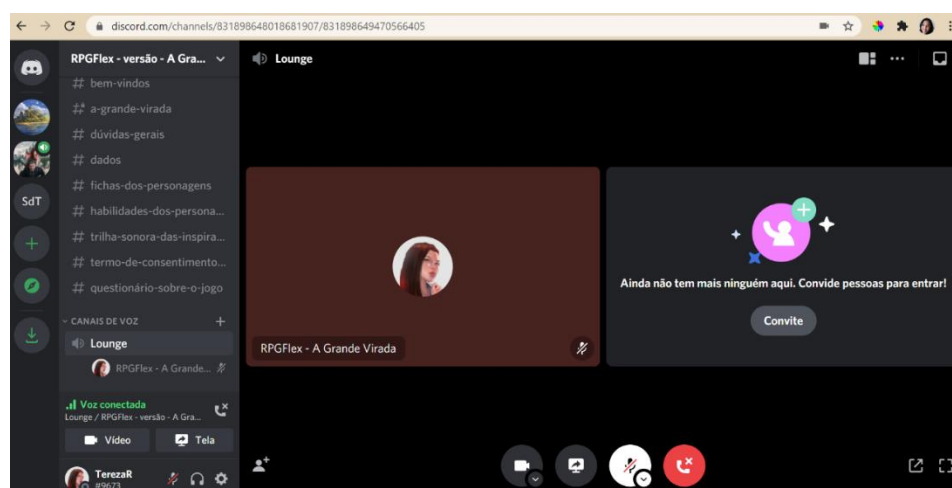 discord.com/channels/831898648018681907/831898649470566405
RPGFlex - versão - A Gra...
Lounge
# bem-vindos
# a-grande-virada
# dúvidas-gerais
# dados
# fichas-dos-personagens
SdT
# habilidades-dos-persona...
# trilha-sonora-das-inspira...
# termo-de-consentimento...
# questionário-sobre-o-jogo
CANAIS DE VOZ
Lounge
RPGFlex - A Grande...
RPGFlex - A Grande Virada
Ainda não tem mais ninguém aqui. Convide pessoas para entrar!
Convite
Voz conectada
Lounge / RPGFlex - versão - A Gra...
Vídeo
Tela
TerezaR
#9673